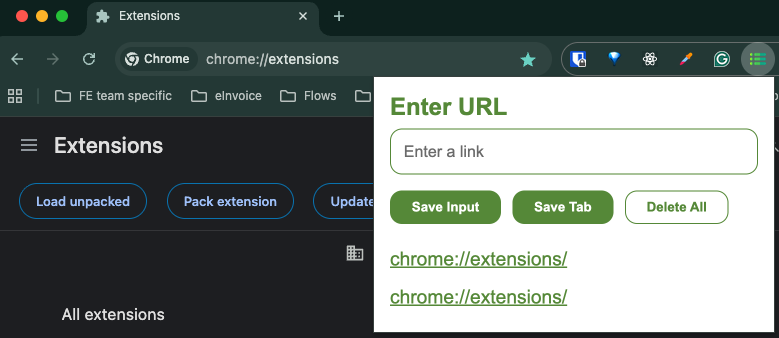 Extensions
Chrome chrome://extensions
FE team specific eInvoice Flows
Extensions
Load unpacked Pack extension Update
All extensions
Enter URL
Enter a link
Save Input Save Tab Delete All
chrome://extensions/
chrome://extensions/